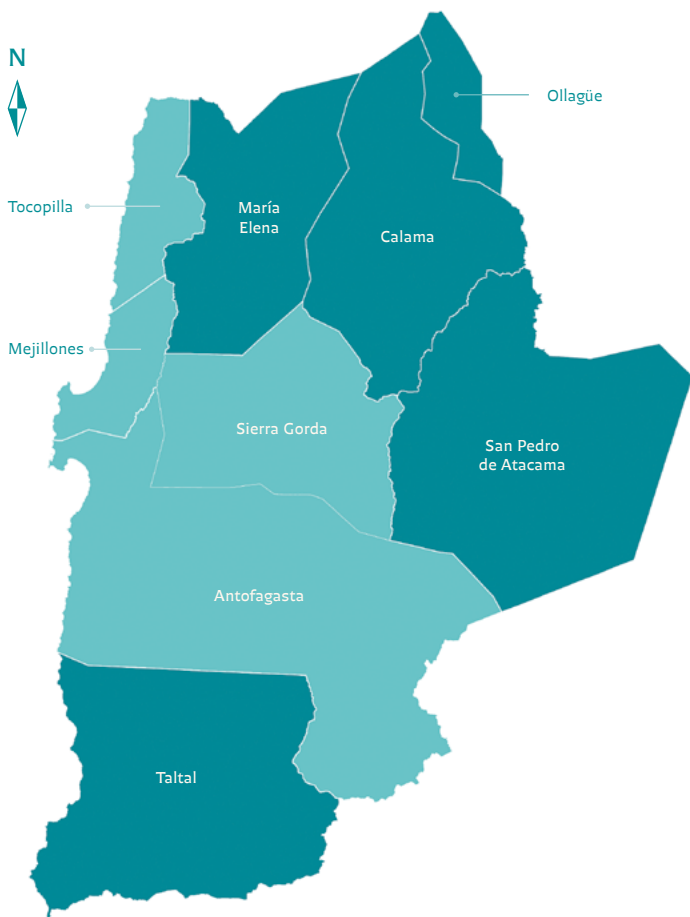 N
Ollagüe
Tocopilla
María
Elena
Calama
Mejillones
Sierra Gorda
San Pedro
de Atacama
Antofagasta
Taltal